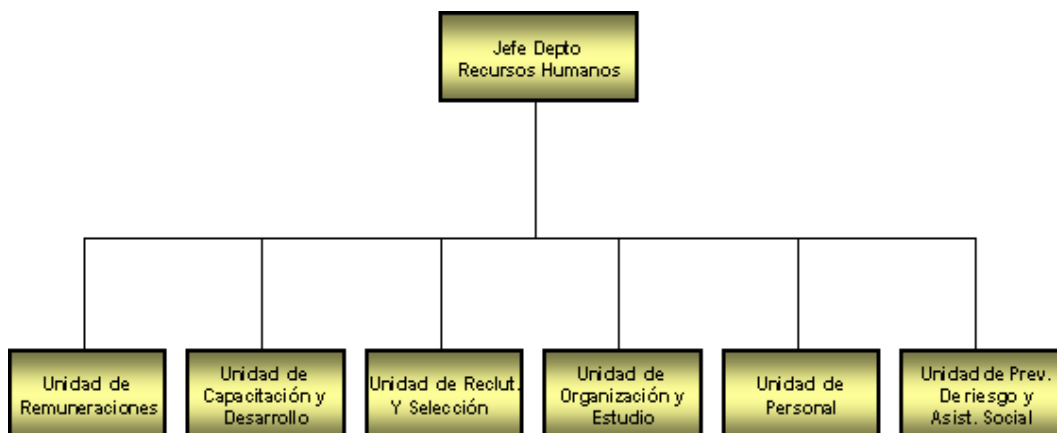 Jefe Depto
Recursos Humanos
Unidad de
Remuneraciones
Unidad de
Capacitación y
Desarrollo
Unidad de Reclut.
Y Selección
Unidad de
Organización y
Estudio
Unidad de
Personal
Unidad de Prev.
De riesgo y
Asist. Social